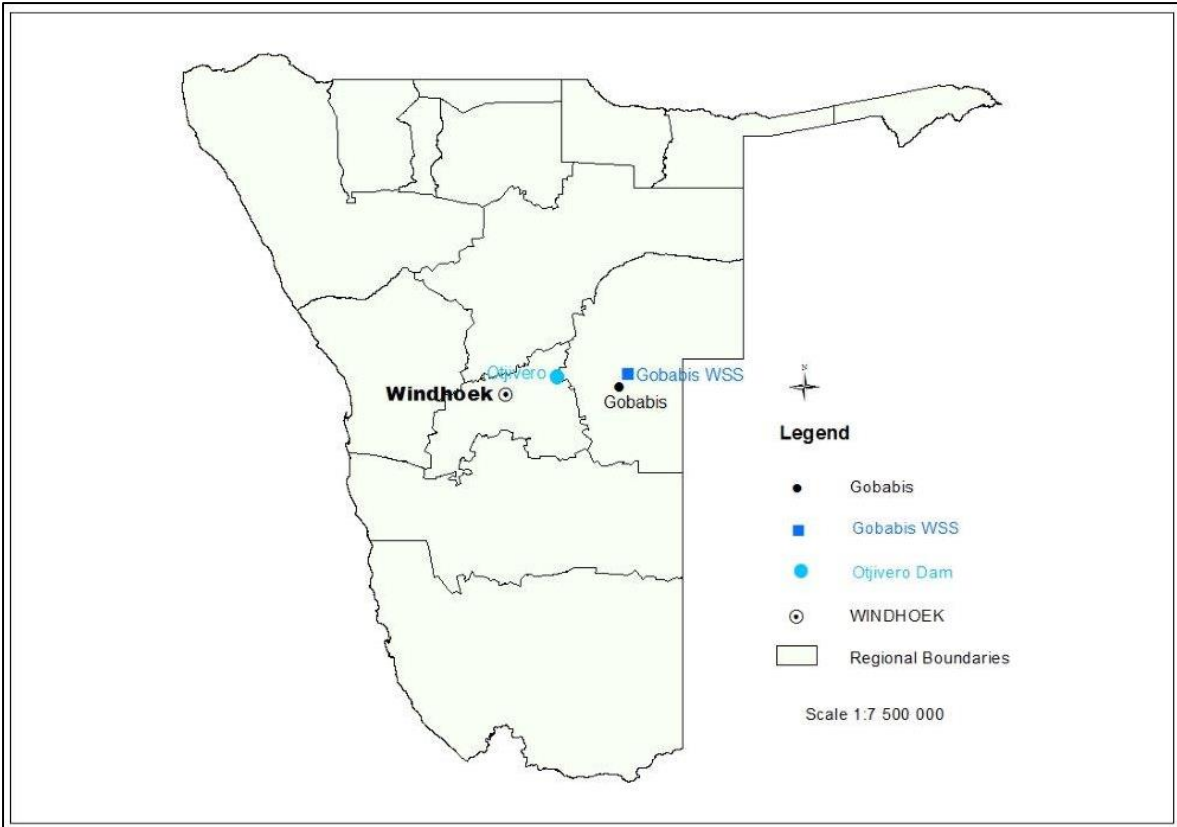 Otjivero
Gobabis WSS
Windhoek
Gobabis
N
Legend
Gobabis
Gobabis WSS
Otjivero Dam
WINDHOEK
Regional Boundaries
Scale 1:7 500 000